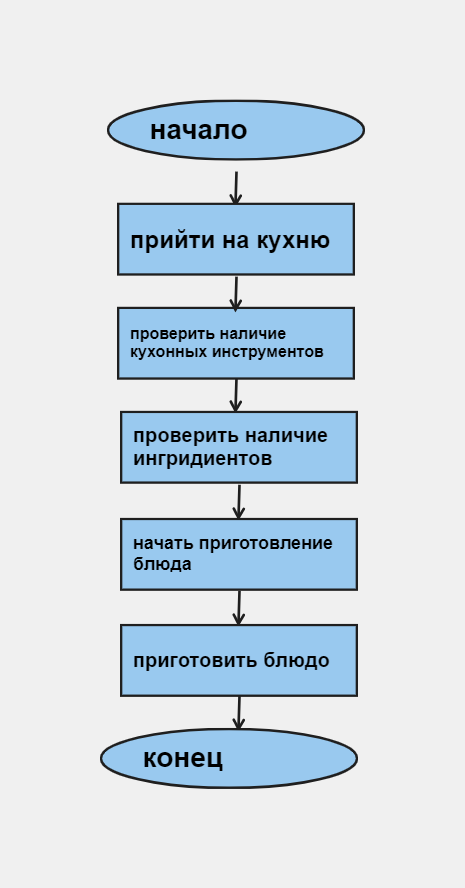 начало
прийти на кухню
проверить наличие
кухонных инструментов
проверить наличие
ингридиентов
начать приготовление
блюда
приготовить блюдо
конец